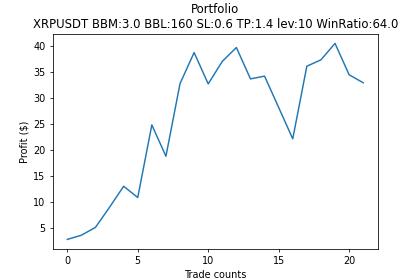 Portfolio
XRPUSDT BBM:3.0 BBL:160 SL:0.6 TP:1.4 lev:10 WinRatio:64.0
40
35
30
25
20
15
10
5
Profit ($)
0 5 10 15 20
Trade counts